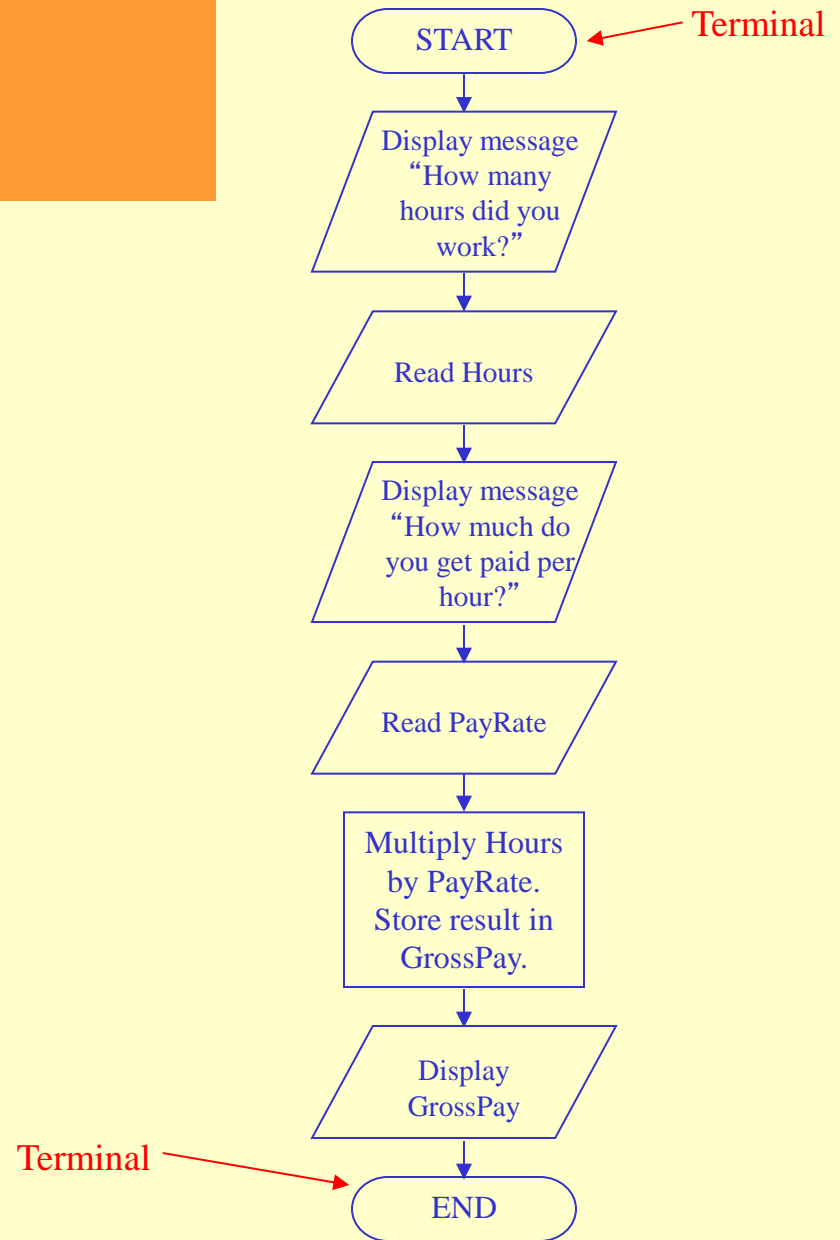 START
Terminal
Display message
“How many
hours did you
work?”
Read Hours
Display message
“How much do
you get paid per
hour?”
Read PayRate
Multiply Hours
by PayRate.
Store result in
GrossPay.
Display
GrossPay
Terminal
END